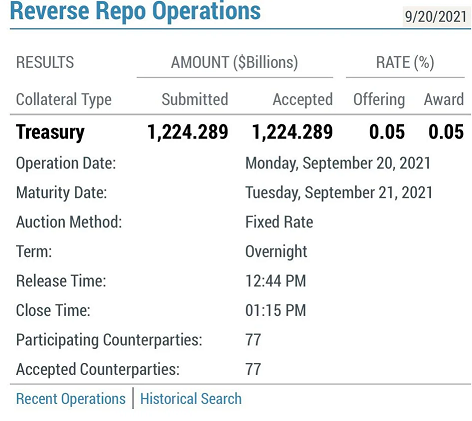 Reverse Repo Operations 9/20/2021
RESULTS AMOUNT ($Billions) RATE (%)
Collateral Type Submitted Accepted Offering Award
Treasury 1,224.289 1,224.289 0.05 0.05
Operation Date: Monday, September 20, 2021
Maturity Date: Tuesday, September 21, 2021
Auction Method: Fixed Rate
Term: Overnight
Release Time: 12:44 PM
Close Time: 01:15 PM
Participating Counterparties: 77
Accepted Counterparties: 77
Recent Operations | Historical Search